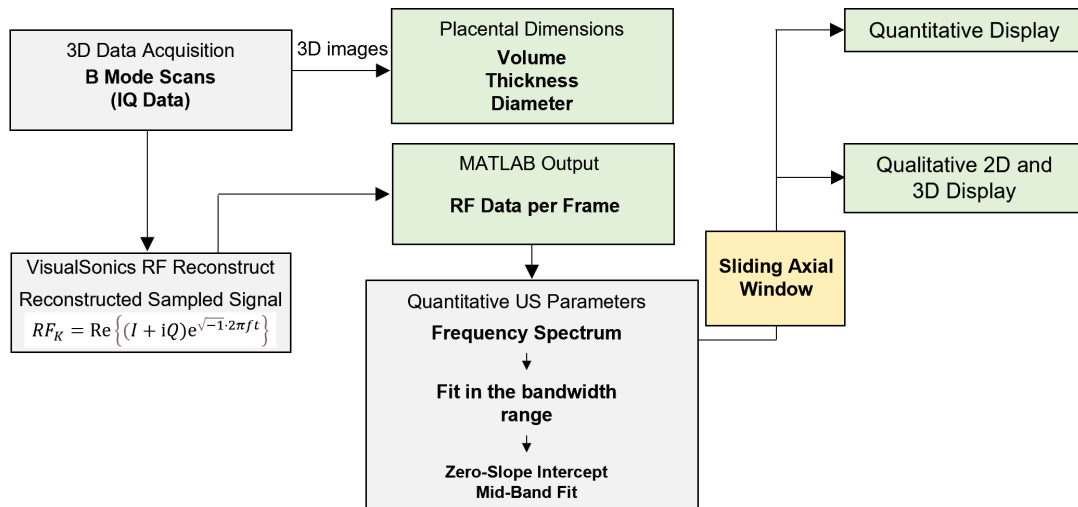 3D Data Acquisition
B Mode Scans
(IQ Data)
3D images
Placental Dimensions
Volume
Thickness
Diameter
Quantitative Display
MATLAB Output
RF Data per Frame
Qualitative 2D and
3D Display
VisualSonics RF Reconstruct
Reconstructed Sampled Signal
RF_K = Re{(I + iQ)e^{√−1·2πft}}
Sliding Axial
Window
Quantitative US Parameters
Frequency Spectrum
Fit in the bandwidth
range
Zero-Slope Intercept
Mid-Band Fit